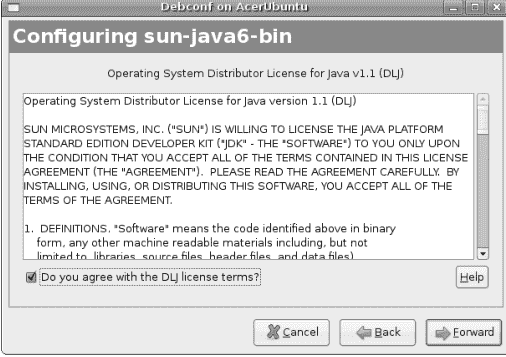 Debconf on AcerUbuntu
Configuring sun-java6-bin
Operating System Distributor License for Java v1.1 (DLJ)
Operating System Distributor License for Java version 1.1 (DLJ)
SUN MICROSYSTEMS, INC. ("SUN") IS WILLING TO LICENSE THE JAVA PLATFORM
STANDARD EDITION DEVELOPER KIT ("JDK" - THE "SOFTWARE") TO YOU ONLY UPON
THE CONDITION THAT YOU ACCEPT ALL OF THE TERMS CONTAINED IN THIS LICENSE
AGREEMENT (THE "AGREEMENT").  PLEASE READ THE AGREEMENT CAREFULLY.  BY
INSTALLING, USING, OR DISTRIBUTING THIS SOFTWARE, YOU ACCEPT ALL OF THE
TERMS OF THE AGREEMENT.
1.  DEFINITIONS. "Software" means the code identified above in binary
form, any other machine readable materials including, but not
limited to, libraries, source files, header files, and data files)
Do you agree with the DLJ license terms?
Help
Cancel
Back
Forward